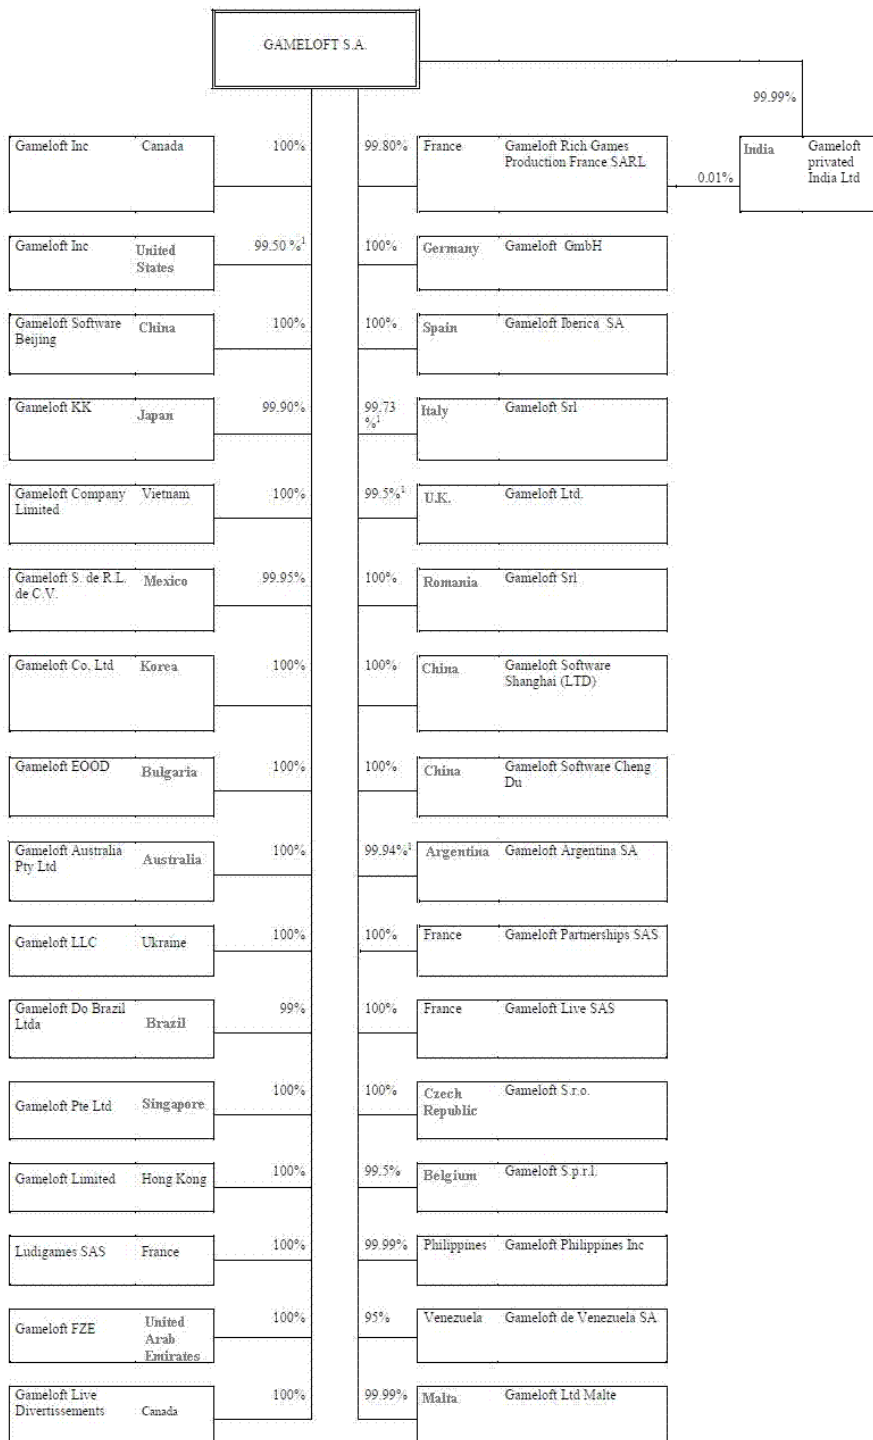 GAMELOFT S.A.
99.99%
Gameloft Inc Canada 100% 99.80% France Gameloft Rich Games
Production France SARL
0.01%
India Gameloft
privated
India Ltd
Gameloft Inc United
States 99.50 %1 100% Germany Gameloft GmbH
Gameloft Software
Beijing China 100% 100% Spain Gameloft Iberica SA
Gameloft KK Japan 99.90% 99.73
%1 Italy Gameloft Srl
Gameloft Company
Limited Vietnam 100% 99.5%1 U.K. Gameloft Ltd.
Gameloft S. de R.L.
de C.V. Mexico 99.95% 100% Romania Gameloft Srl
Gameloft Co, Ltd Korea 100% 100% China Gameloft Software
Shanghai (LTD)
Gameloft EOOD Bulgaria 100% 100% China Gameloft Software Cheng
Du
Gameloft Australia
Pty Ltd Australia 100% 99.94%1 Argentina Gameloft Argentina SA
Gameloft LLC Ukraine 100% 100% France Gameloft Partnerships SAS
Gameloft Do Brazil
Ltda Brazil 99% 100% France Gameloft Live SAS
Gameloft Pte Ltd Singapore 100% 100% Czech
Republic Gameloft S.r.o.
Gameloft Limited Hong Kong 100% 99.5% Belgium Gameloft S.p.r.l.
Ludigames SAS France 100% 99.99% Philippines Gameloft Philippines Inc
Gameloft FZE United
Arab
Emirates 100% 95% Venezuela Gameloft de Venezuela SA
Gameloft Live
Divertissements Canada 100% 99.99% Malta Gameloft Ltd Malte